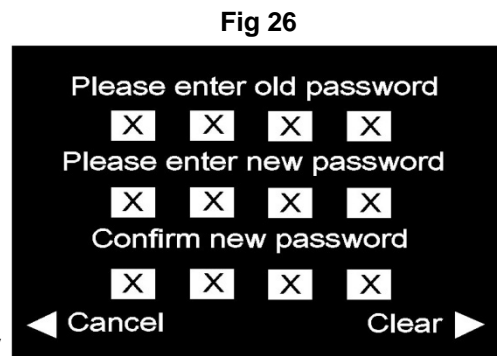 Fig 26
Please enter old password
X X X X
Please enter new password
X X X X
Confirm new password
X X X X
Cancel Clear